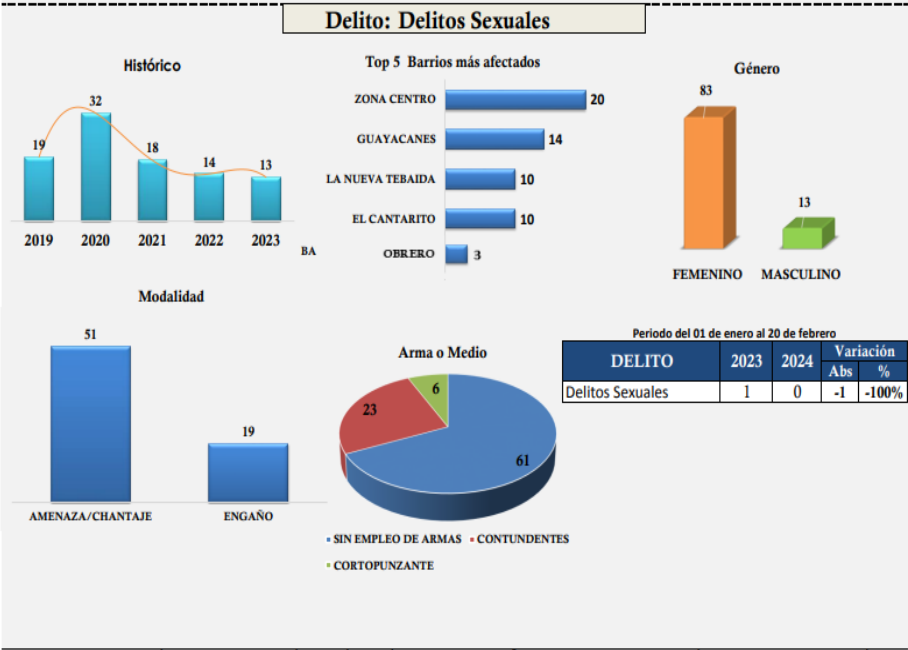 Delito: Delitos Sexuales
Histórico
19
32
18
14
13
2019 2020 2021 2022 2023
BA
Top 5 Barrios más afectados
ZONA CENTRO 20
GUAYACANES 14
LA NUEVA TEBAIDA 10
EL CANTARITO 10
OBRERO 3
Género
83
13
FEMENINO MASCULINO
Modalidad
51
19
AMENAZA/CHANTAJE ENGAÑO
Arma o Medio
6
23
61
SIN EMPLEO DE ARMAS CONTUNDENTES
CORTOPUNZANTE
Periodo del 01 de enero al 20 de febrero
DELITO 2023 2024 Variación
Abs %
Delitos Sexuales 1 0 -1 -100%